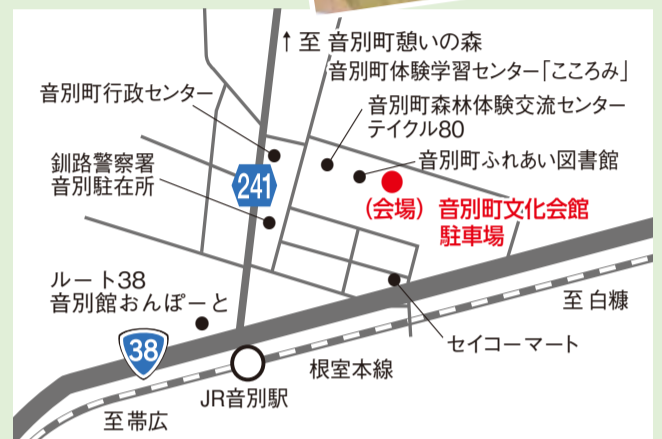 ↑至 音別町憩いの森
音別町体験学習センター「こころみ」
音別町行政センター
音別町森林体験交流センター
テイクル80
音別町ふれあい図書館
釧路警察署
音別駐在所
241
(会場) 音別町文化会館
駐車場
ルート38
音別館おんぽーと
至 白糠
38
セイコーマート
根室本線
JR音別駅
至 帯広